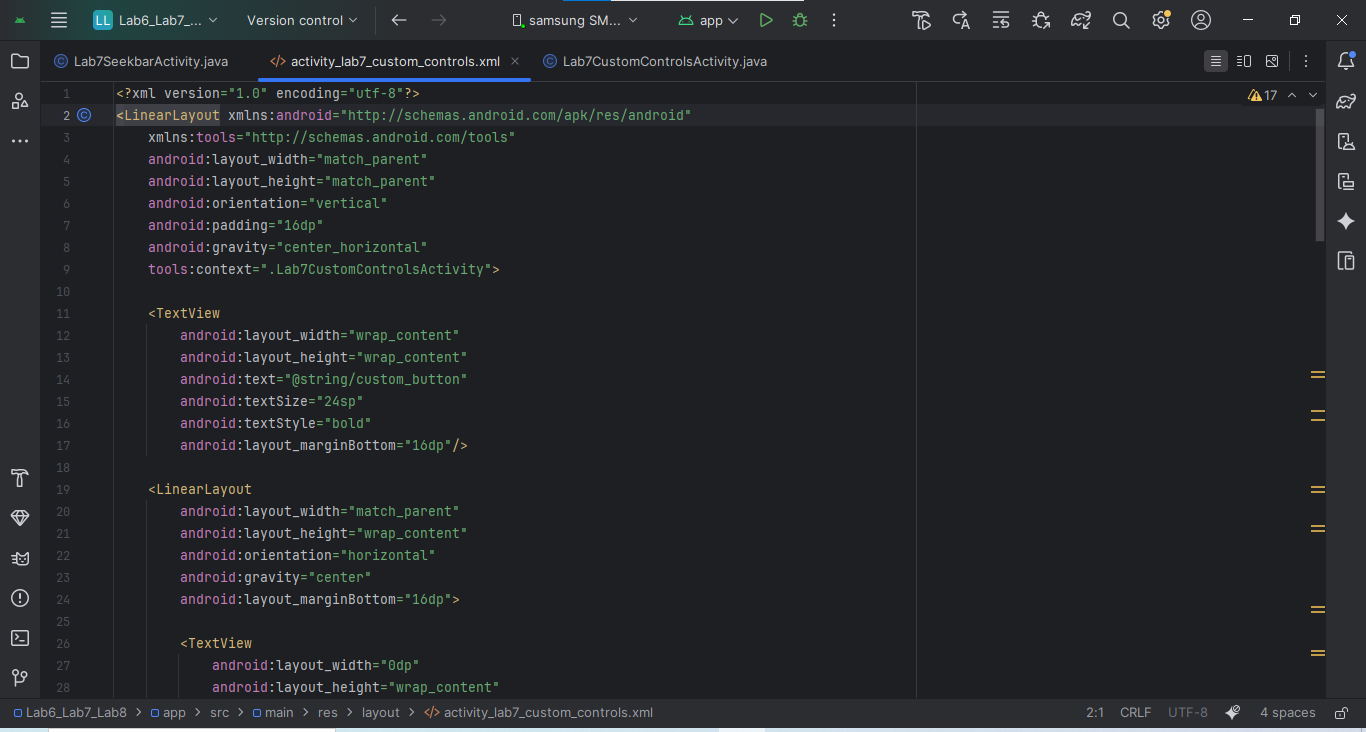 LL Lab6_Lab7_... Version control samsung SM... app
Lab7SeekbarActivity.java </> activity_lab7_custom_controls.xml Lab7CustomControlsActivity.java
17
1 <?xml version="1.0" encoding="utf-8"?>
2 <LinearLayout xmlns:android="http://schemas.android.com/apk/res/android"
3 xmlns:tools="http://schemas.android.com/tools"
4 android:layout_width="match_parent"
5 android:layout_height="match_parent"
6 android:orientation="vertical"
7 android:padding="16dp"
8 android:gravity="center_horizontal"
9 tools:context=".Lab7CustomControlsActivity">
10
11 <TextView
12 android:layout_width="wrap_content"
13 android:layout_height="wrap_content"
14 android:text="@string/custom_button"
15 android:textSize="24sp"
16 android:textStyle="bold"
17 android:layout_marginBottom="16dp"/>
18
19 <LinearLayout
20 android:layout_width="match_parent"
21 android:layout_height="wrap_content"
22 android:orientation="horizontal"
23 android:gravity="center"
24 android:layout_marginBottom="16dp">
25
26 <TextView
27 android:layout_width="0dp"
28 android:layout_height="wrap_content"
Lab6_Lab7_Lab8 > app > src > main > res > layout > </> activity_lab7_custom_controls.xml 2:1 CRLF UTF-8 4 spaces